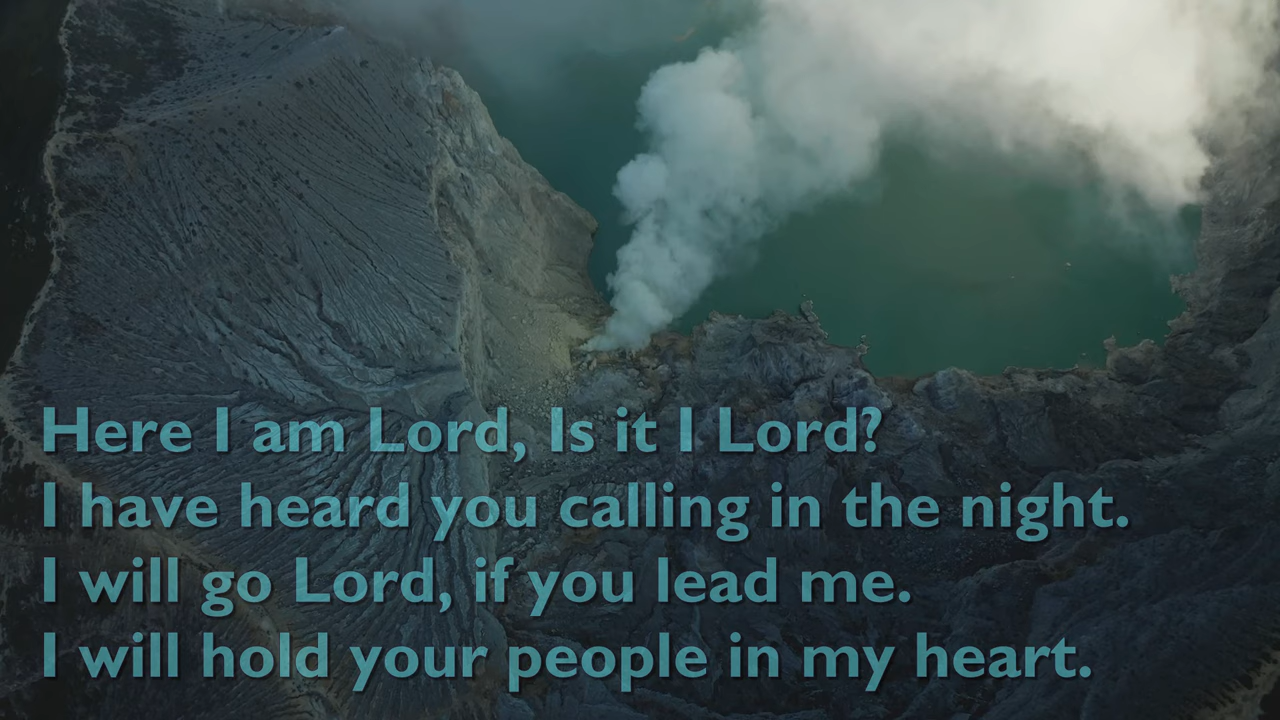 Here I am Lord, Is it I Lord?
I have heard you calling in the night.
I will go Lord, if you lead me.
I will hold your people in my heart.